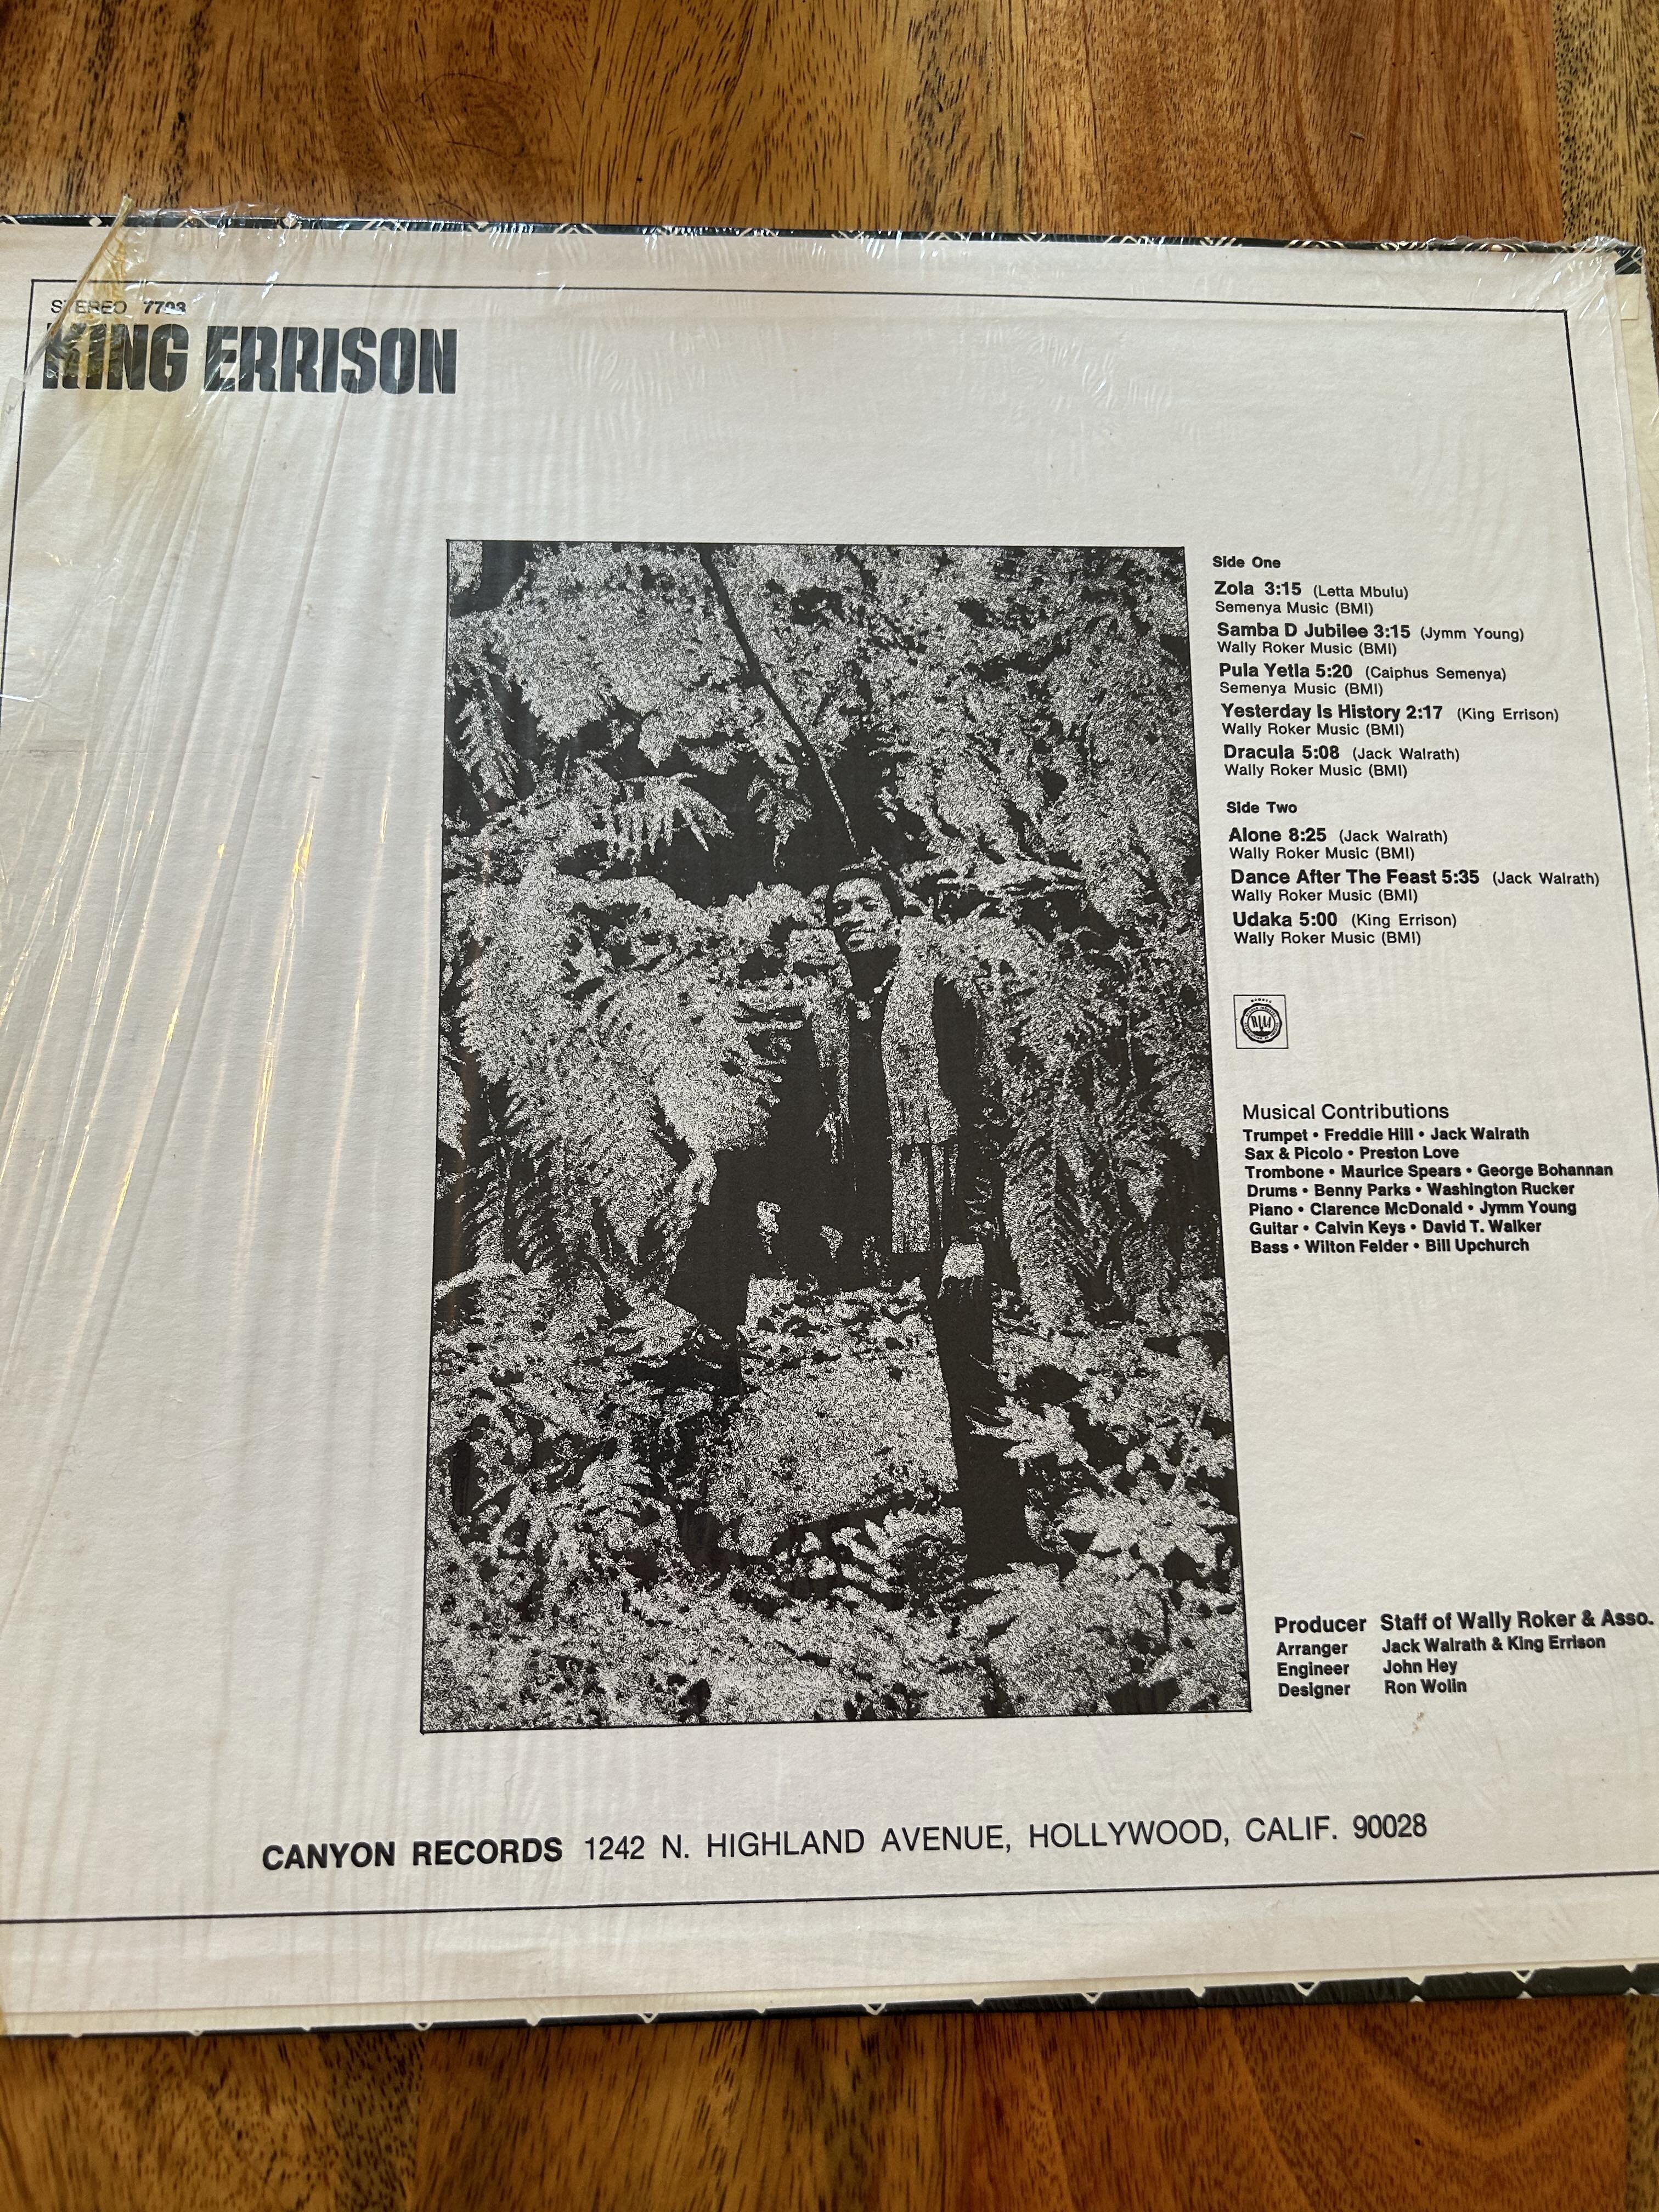 STEREO 7703
KING ERRISON
Side One
Zola 3:15 (Letta Mbulu)
Semenya Music (BMI)
Samba D Jubilee 3:15 (Jymm Young)
Wally Roker Music (BMI)
Pula Yetla 5:20 (Caiphus Semenya)
Semenya Music (BMI)
Yesterday Is History 2:17 (King Errison)
Wally Roker Music (BMI)
Dracula 5:08 (Jack Walrath)
Wally Roker Music (BMI)
Side Two
Alone 8:25 (Jack Walrath)
Wally Roker Music (BMI)
Dance After The Feast 5:35 (Jack Walrath)
Wally Roker Music (BMI)
Udaka 5:00 (King Errison)
Wally Roker Music (BMI)
Musical Contributions
Trumpet • Freddie Hill • Jack Walrath
Sax & Picolo • Preston Love
Trombone • Maurice Spears • George Bohannan
Drums • Benny Parks • Washington Rucker
Piano • Clarence McDonald • Jymm Young
Guitar • Calvin Keys • David T. Walker
Bass • Wilton Felder • Bill Upchurch
Producer Staff of Wally Roker & Asso.
Arranger Jack Walrath & King Errison
Engineer John Hey
Designer Ron Wolin
CANYON RECORDS 1242 N. HIGHLAND AVENUE, HOLLYWOOD, CALIF. 90028